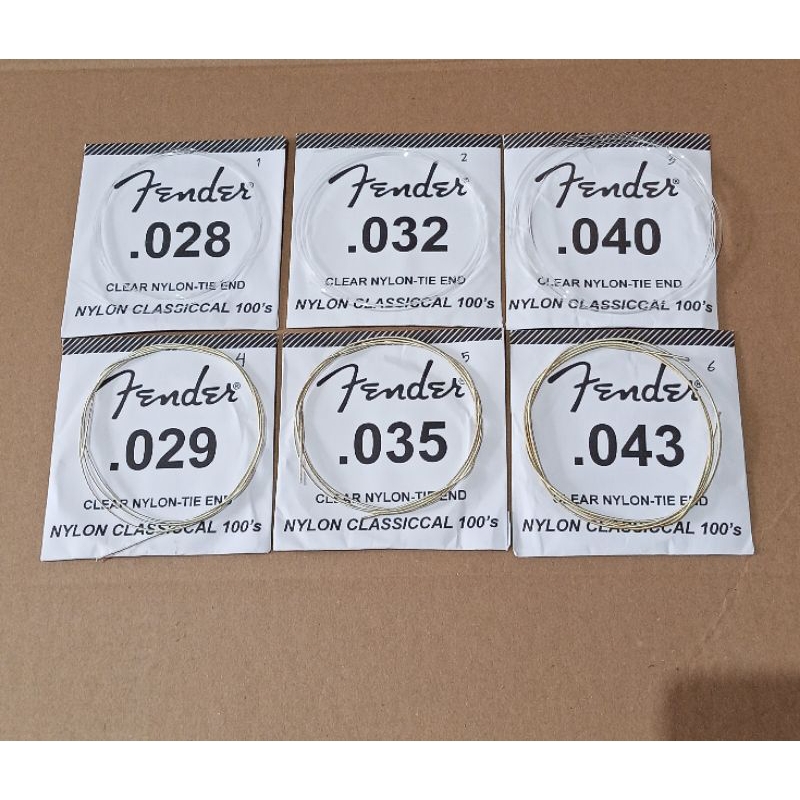 1
Fender®
.028
CLEAR NYLON-TIE END
NYLON CLASSICCAL 100's
2
Fender®
.032
CLEAR NYLON-TIE END
NYLON CLASSICCAL 100's
3
Fender®
.040
CLEAR NYLON-TIE END
NYLON CLASSICCAL 100's
4
Fender®
.029
CLEAR NYLON-TIE END
NYLON CLASSICCAL 100's
5
Fender®
.035
CLEAR NYLON-TIE END
NYLON CLASSICCAL 100's
6
Fender®
.043
CLEAR NYLON-TIE END
NYLON CLASSICCAL 100's